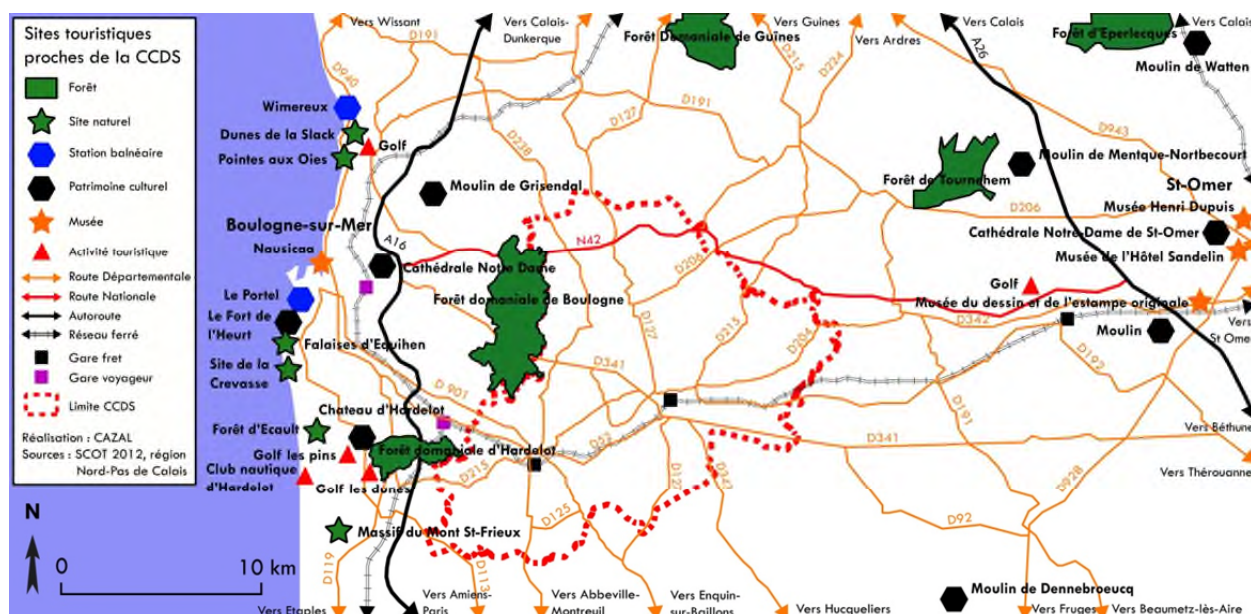 Sites touristiques
proches de la CCDS
Forêt
Site naturel
Station balnéaire
Patrimoine culturel
Musée
Activité touristique
Route Départementale
Route Nationale
Autoroute
Réseau ferré
Gare fret
Gare voyageur
Limite CCDS
Réalisation : CAZAL
Sources : SCOT 2012, région
Nord-Pas de Calais
N
0 10 km
Vers Wissant
Vers Calais-
Dunkerque
Vers Guines
Vers Ardres
Vers Calais
Vers Calais
D191
D940
Forêt Domaniale de Guînes
D215
D224
A26
Forêt d'Eperlecques
Moulin de Watten
Wimereux
Dunes de la Slack
Golf
Pointes aux Oies
D191
D127
D238
D943
Moulin de Grisendal
Forêt de Tournehem
Moulin de Mentque-Nortbecourt
St-Omer
D206
Musée Henri Dupuis
Cathédrale Notre-Dame de St-Omer
Musée de l'Hôtel Sandelin
Boulogne-sur-Mer
Nausicaa
A16
N42
Cathédrale Notre Dame
D206
Forêt domaniale de Boulogne
Golf
Musée du dessin et de l'estampe originale
D342
Moulin
Vers
St Omer
Le Portel
Le Fort de
l'Heurt
Falaises d'Equihen
Site de la
Crevasse
D127
D215
D204
D192
D341
D 901
D191
Chateau d'Hardelot
Forêt d'Ecault
Golf les pins
Forêt domaniale d'Hardelot
Club nautique
d'Hardelot
Golf les dunes
D215
D52
D341
Vers Béthune
Vers Thérouanne
D127
D928
D125
D92
Massif du Mont St-Frieux
D119
D113
Moulin de Dennebroeucq
Vers Etaples
Vers Amiens-
Paris
Vers Abbeville-
Montreuil
Vers Enquin-
sur-Baillons
Vers Hucqueliers
Vers Fruges
Vers Beaumetz-lès-Aire